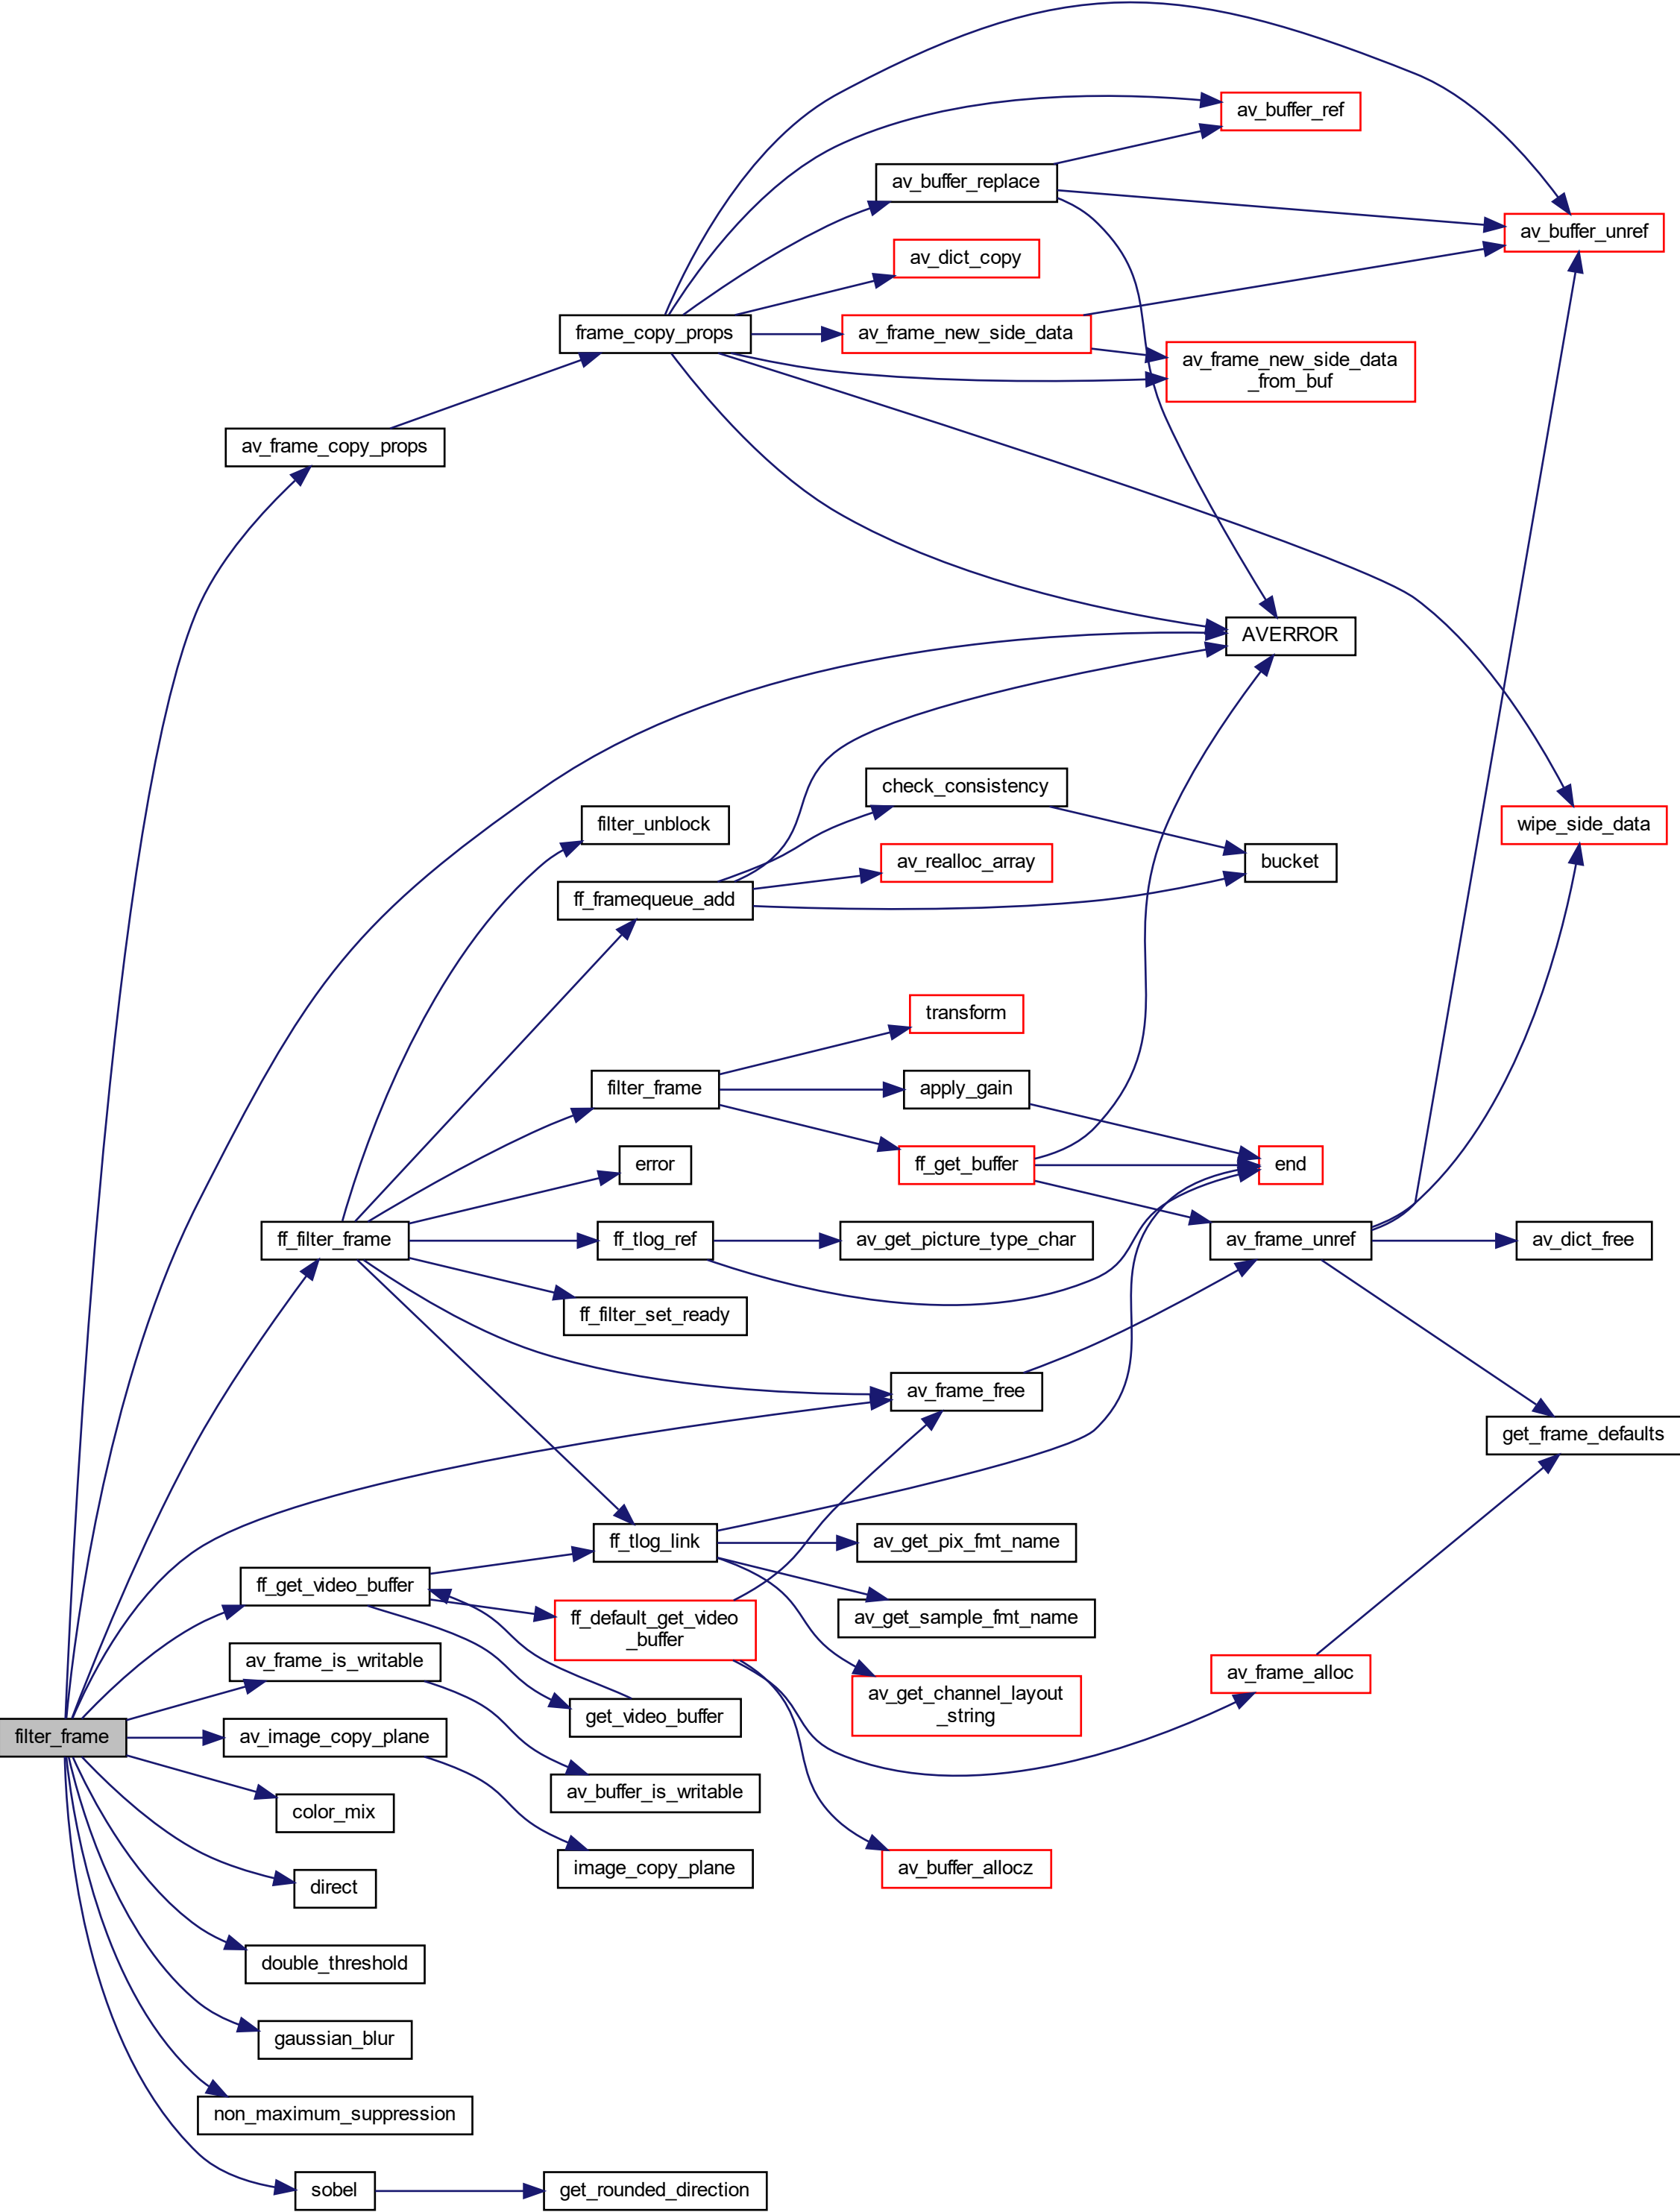 av_buffer_ref
av_buffer_replace
av_buffer_unref
av_dict_copy
frame_copy_props
av_frame_new_side_data
av_frame_new_side_data
_from_buf
av_frame_copy_props
AVERROR
check_consistency
filter_unblock
wipe_side_data
av_realloc_array
bucket
ff_framequeue_add
transform
filter_frame
apply_gain
error
ff_get_buffer
end
ff_filter_frame
ff_tlog_ref
av_get_picture_type_char
av_frame_unref
av_dict_free
ff_filter_set_ready
av_frame_free
get_frame_defaults
ff_tlog_link
av_get_pix_fmt_name
ff_get_video_buffer
ff_default_get_video
_buffer
av_get_sample_fmt_name
av_frame_is_writable
av_frame_alloc
av_get_channel_layout
_string
get_video_buffer
filter_frame
av_image_copy_plane
av_buffer_is_writable
color_mix
image_copy_plane
av_buffer_allocz
direct
double_threshold
gaussian_blur
non_maximum_suppression
sobel
get_rounded_direction